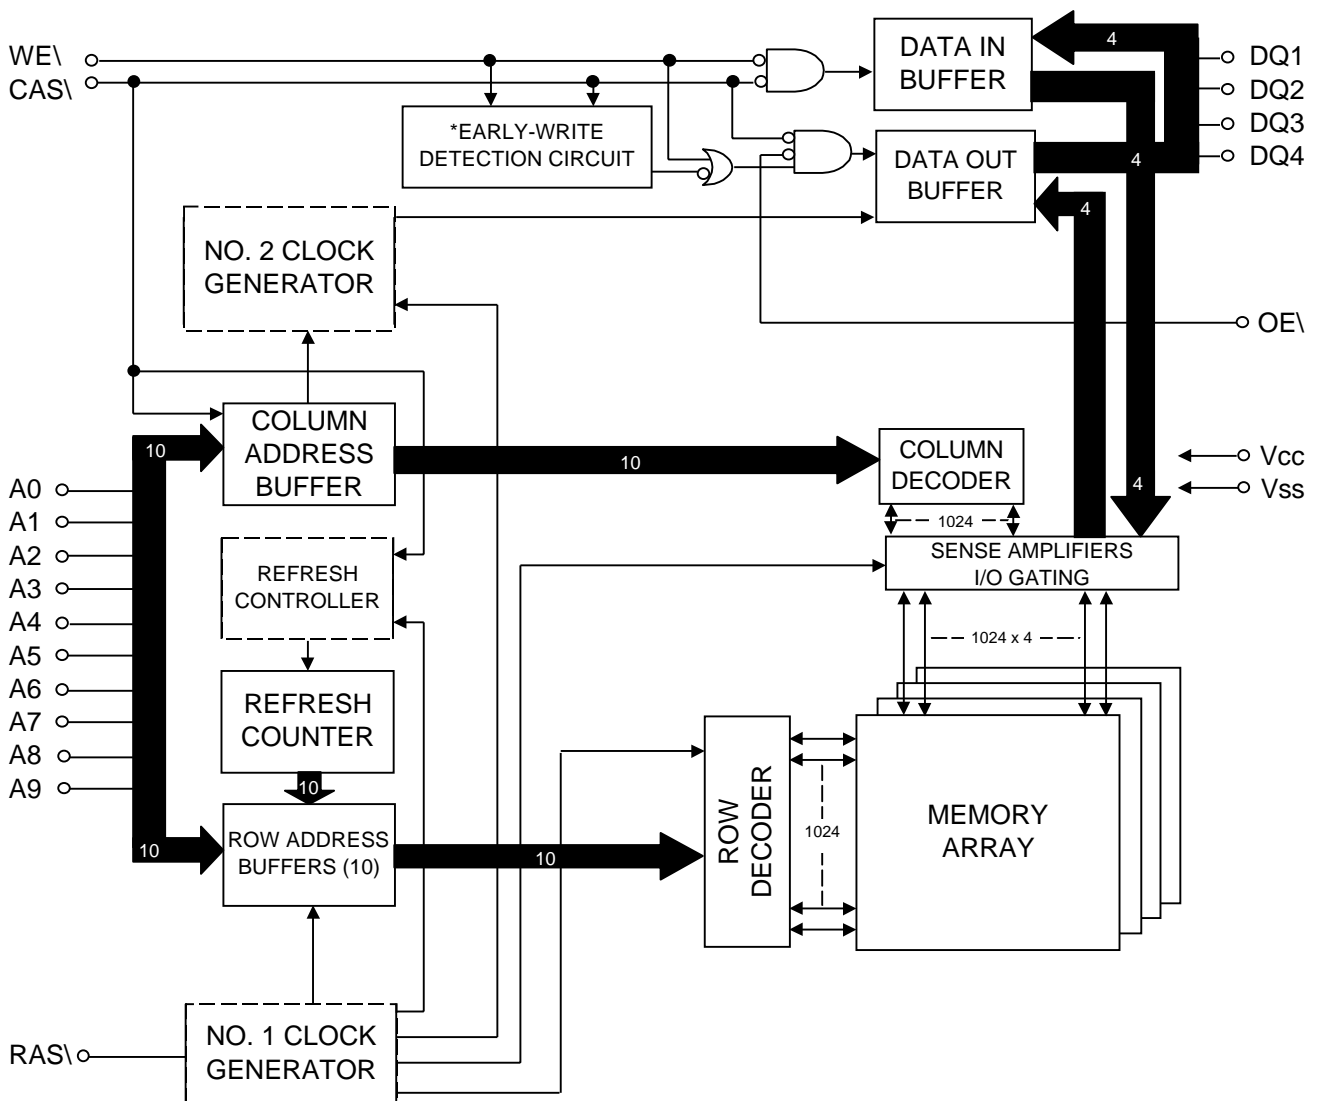 WE\
CAS\
*EARLY-WRITE
DETECTION CIRCUIT
DATA IN
BUFFER
4
DQ1
DQ2
DQ3
DQ4
DATA OUT
BUFFER
4
4
NO. 2 CLOCK
GENERATOR
OE\
10
COLUMN
ADDRESS
BUFFER
10
COLUMN
DECODER
4
Vcc
Vss
A0
A1
A2
A3
A4
A5
A6
A7
A8
A9
1024
SENSE AMPLIFIERS
I/O GATING
REFRESH
CONTROLLER
1024 x 4
REFRESH
COUNTER
10
10
ROW ADDRESS
BUFFERS (10)
10
ROW
DECODER
1024
MEMORY
ARRAY
RAS\
NO. 1 CLOCK
GENERATOR